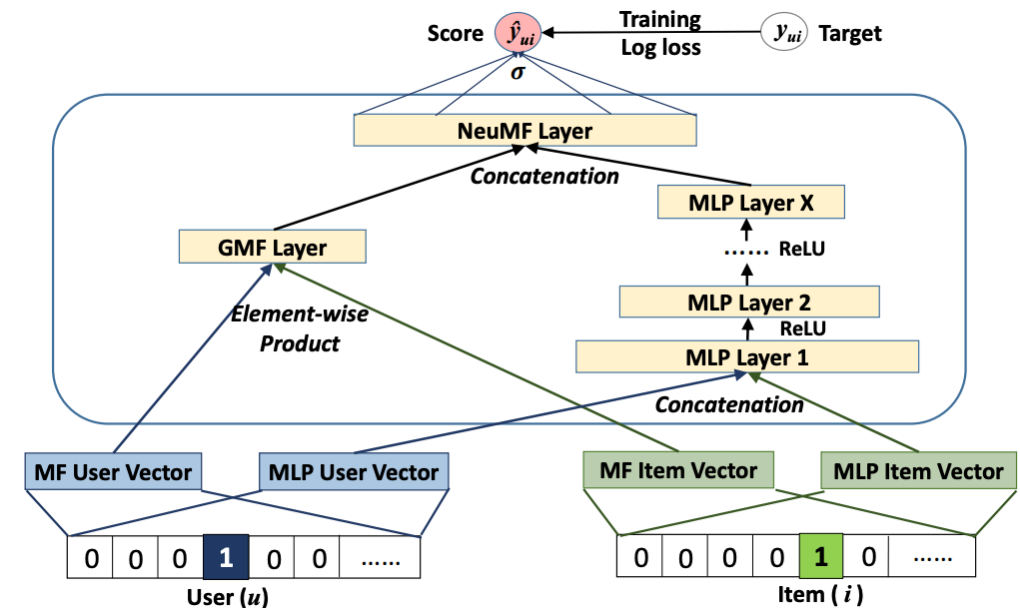 Score ŷui Training yui Target
Log loss
σ
NeuMF Layer
Concatenation
MLP Layer X
...... ReLU
GMF Layer
MLP Layer 2
Element-wise
Product
ReLU
MLP Layer 1
Concatenation
MF User Vector MLP User Vector MF Item Vector MLP Item Vector
0 0 0 1 0 0 ...... 0 0 0 0 1 0 ......
User (u) Item ( i )